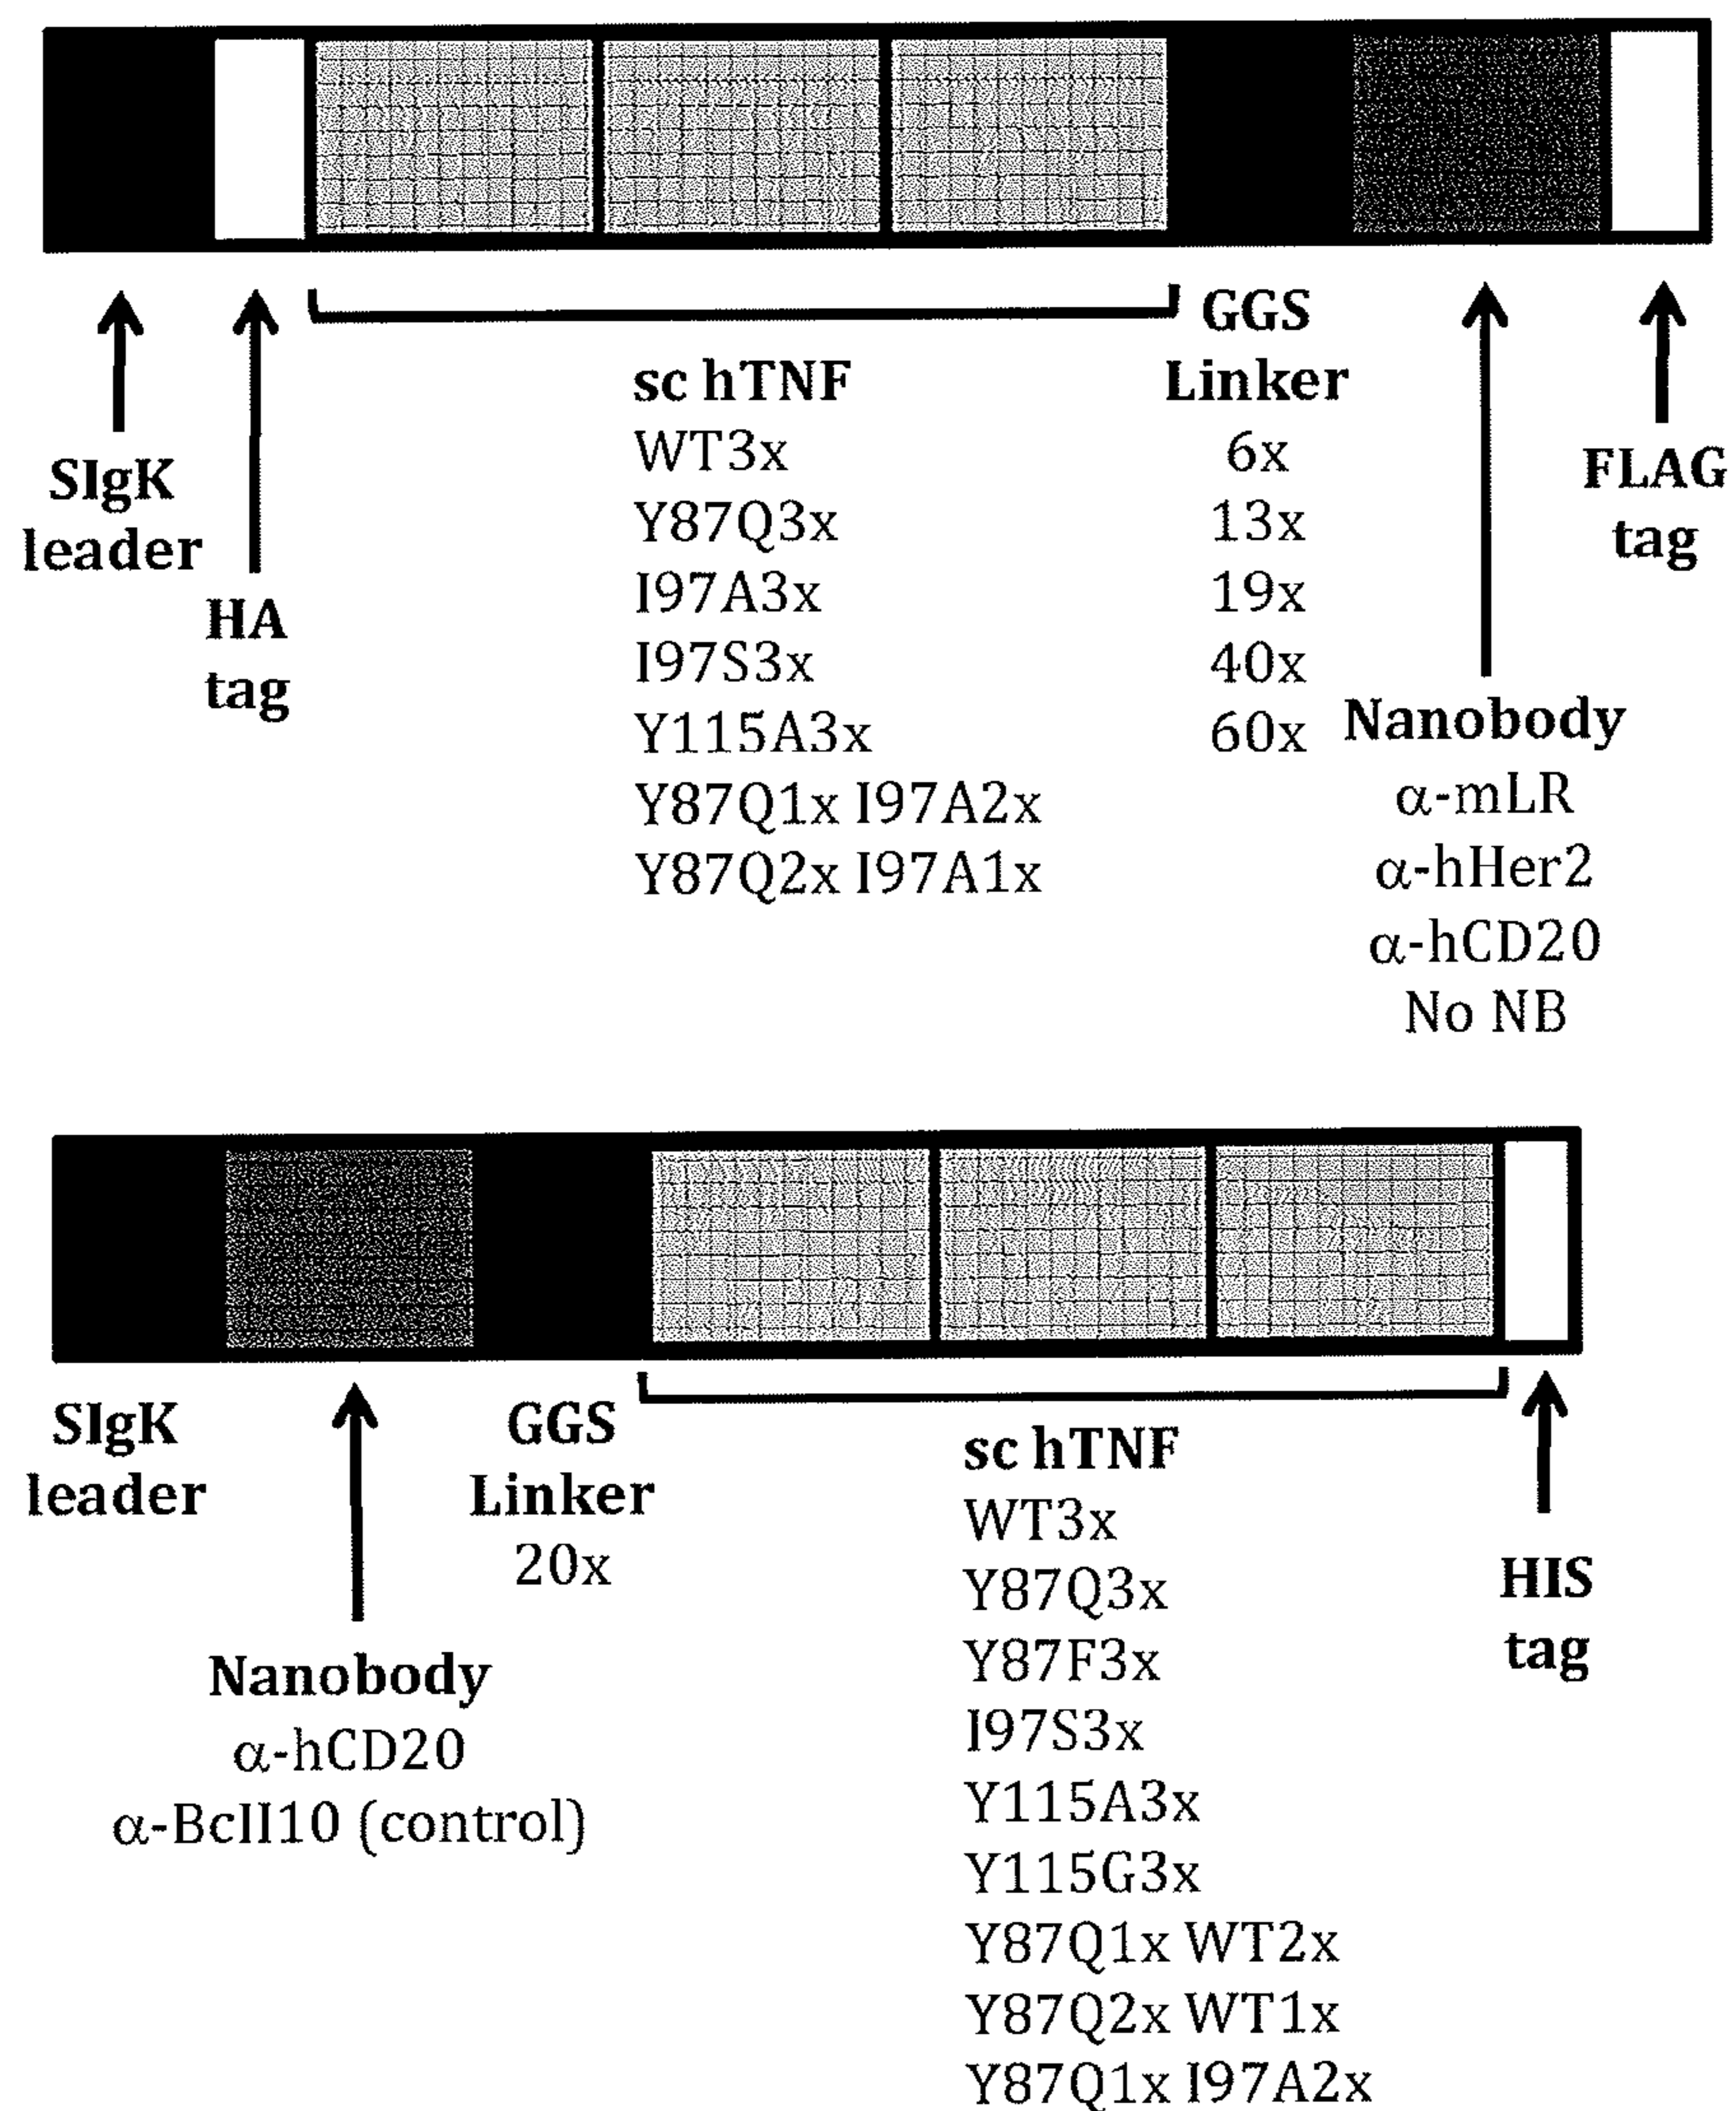 SIgK
leader
HA
tag
sc hTNF
WT3x
Y87Q3x
I97A3x
I97S3x
Y115A3x
Y87Q1x I97A2x
Y87Q2x I97A1x
GGS
Linker
6x
13x
19x
40x
60x
Nanobody
α-mLR
α-hHer2
α-hCD20
No NB
FLAG
tag
SIgK
leader
Nanobody
α-hCD20
α-BcII10 (control)
GGS
Linker
20x
sc hTNF
WT3x
Y87Q3x
Y87F3x
I97S3x
Y115A3x
Y115G3x
Y87Q1x WT2x
Y87Q2x WT1x
Y87Q1x I97A2x
HIS
tag